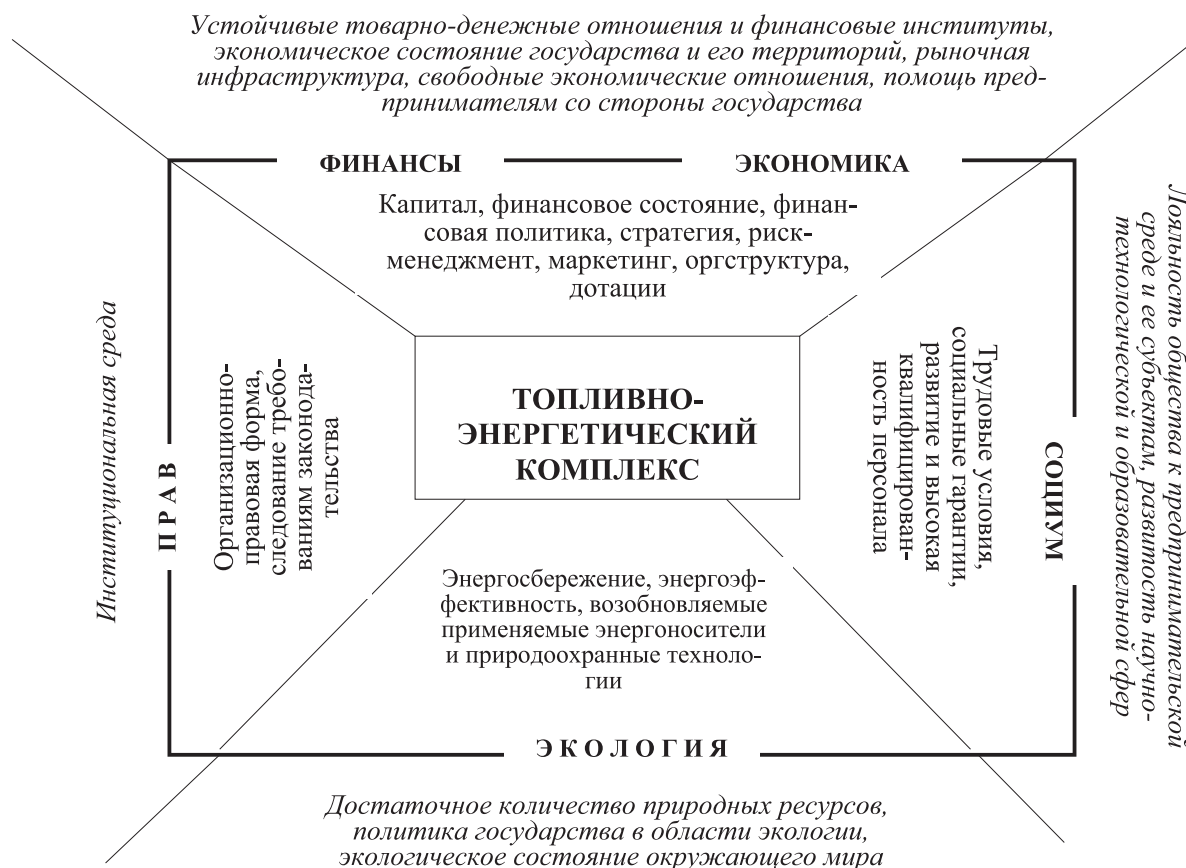 Устойчивые товарно-денежные отношения и финансовые институты,
экономическое состояние государства и его территорий, рыночная
инфраструктура, свободные экономические отношения, помощь пред-
принимателям со стороны государства
ФИНАНСЫ
ЭКОНОМИКА
Капитал, финансовое состояние, финан-
совая политика, стратегия, риск-
менеджмент, маркетинг, оргструктура,
дотации
Институциональная среда
П Р А В
Организационно-
правовая форма,
следование требо-
ваниям законода-
тельства
ТОПЛИВНО-
ЭНЕРГЕТИЧЕСКИЙ
КОМПЛЕКС
Трудовые условия,
социальные гарантии,
развитие и высокая
квалифицирован-
ность персонала
СОЦИУМ
Лояльность общества к предпринимательской
среде и ее субъектам, развитость научно-
технологической и образовательной сфер
Энергосбережение, энергоэф-
фективность, возобновляемые
применяемые энергоносители
и природоохранные техноло-
гии
Э К О Л О Г И Я
Достаточное количество природных ресурсов,
политика государства в области экологии,
экологическое состояние окружающего мира